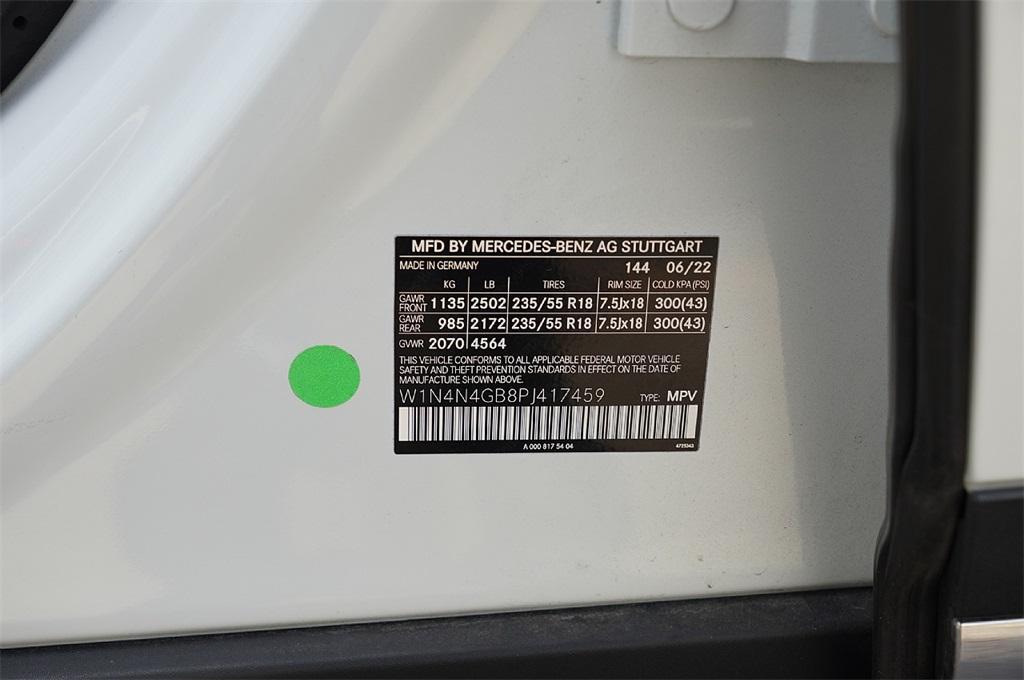 MFD BY MERCEDES-BENZ AG STUTTGART
MADE IN GERMANY 144 06/22
KG LB TIRES RIM SIZE COLD KPA (PSI)
GAWR FRONT 1135 2502 235/55 R18 7.5Jx18 300(43)
GAWR REAR 985 2172 235/55 R18 7.5Jx18 300(43)
GVWR 2070 4564
THIS VEHICLE CONFORMS TO ALL APPLICABLE FEDERAL MOTOR VEHICLE
SAFETY AND THEFT PREVENTION STANDARDS IN EFFECT ON THE DATE OF
MANUFACTURE SHOWN ABOVE.
W1N4N4GB8PJ417459 TYPE: MPV
A 000 817 54 04 4725343